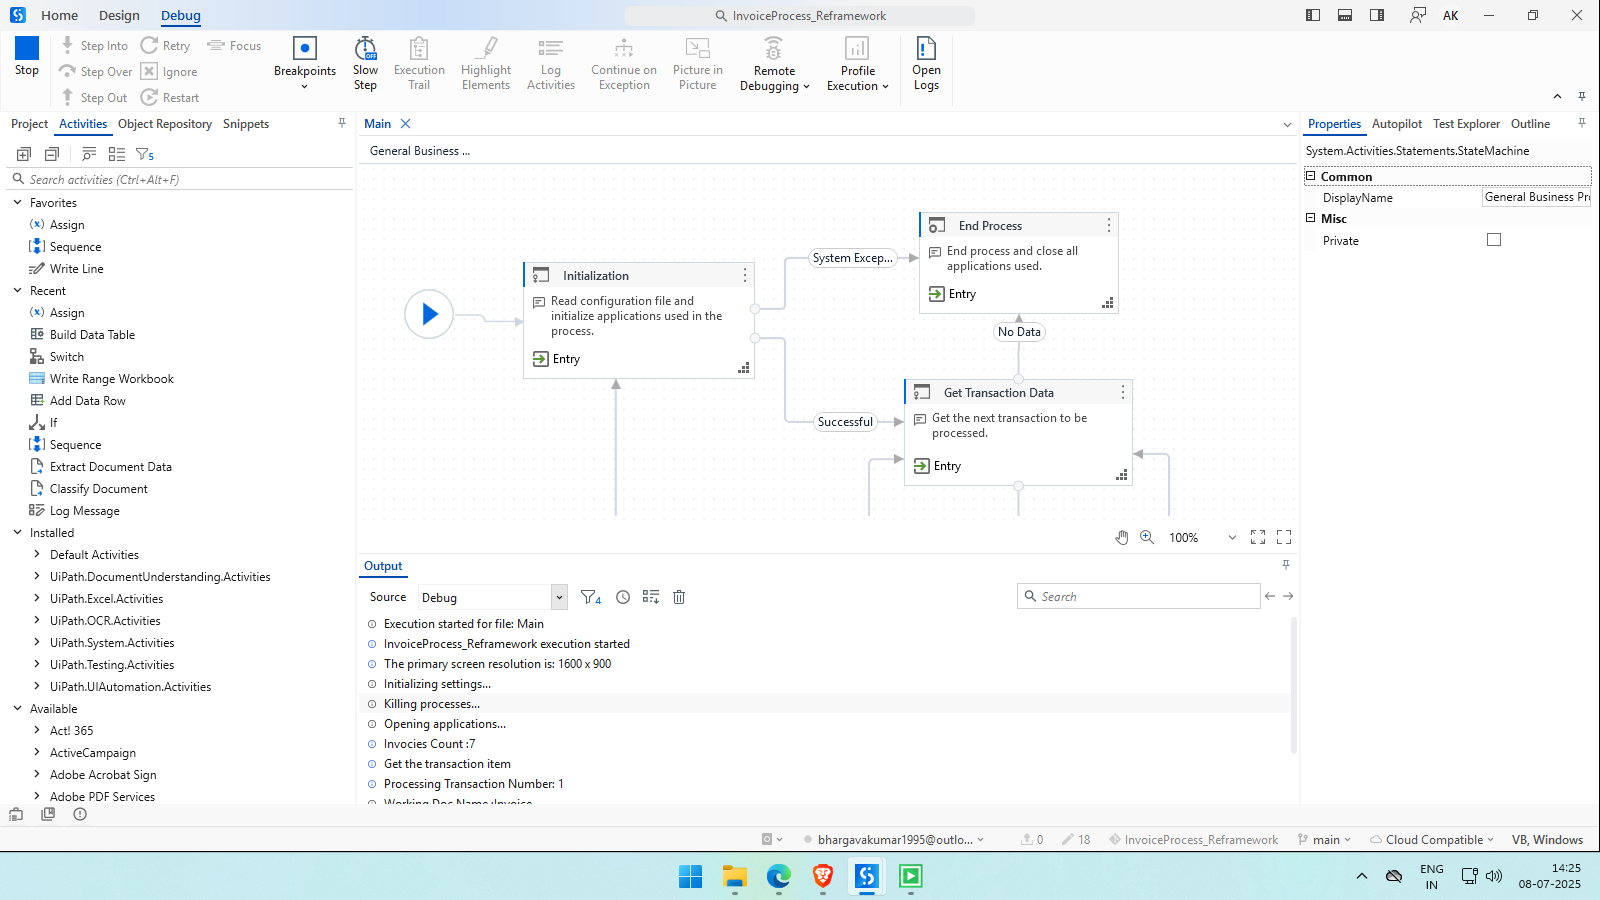 Home
Design
Debug
InvoiceProcess_Reframework
AK
Stop
Step Into
Step Over
Step Out
Retry
Ignore
Restart
Focus
Breakpoints
Slow
Step
OFF
Execution
Trail
Highlight
Elements
Log
Activities
Continue on
Exception
Picture in
Picture
Remote
Debugging
Profile
Execution
Open
Logs
Project
Activities
Object Repository
Snippets
5
Search activities (Ctrl+Alt+F)
Favorites
Assign
Sequence
Write Line
Recent
Assign
Build Data Table
Switch
Write Range Workbook
Add Data Row
If
Sequence
Extract Document Data
Classify Document
Log Message
Installed
Default Activities
UiPath.DocumentUnderstanding.Activities
UiPath.Excel.Activities
UiPath.OCR.Activities
UiPath.System.Activities
UiPath.Testing.Activities
UiPath.UIAutomation.Activities
Available
Act! 365
ActiveCampaign
Adobe Acrobat Sign
Adobe PDF Services
Main
General Business ...
Initialization
Read configuration file and
initialize applications used in the
process.
Entry
System Excep...
End Process
End process and close all
applications used.
Entry
No Data
Successful
Get Transaction Data
Get the next transaction to be
processed.
Entry
100%
Output
Source
Debug
4
Search
Execution started for file: Main
InvoiceProcess_Reframework execution started
The primary screen resolution is: 1600 x 900
Initializing settings...
Killing processes...
Opening applications...
Invocies Count :7
Get the transaction item
Processing Transaction Number: 1
Working Doc Name :Invoice
Properties
Autopilot
Test Explorer
Outline
System.Activities.Statements.StateMachine
Common
DisplayName
General Business Pro
Misc
Private
bhargavakumar1995@outlo...
0
18
InvoiceProcess_Reframework
main
Cloud Compatible
VB, Windows
ENG
IN
14:25
08-07-2025